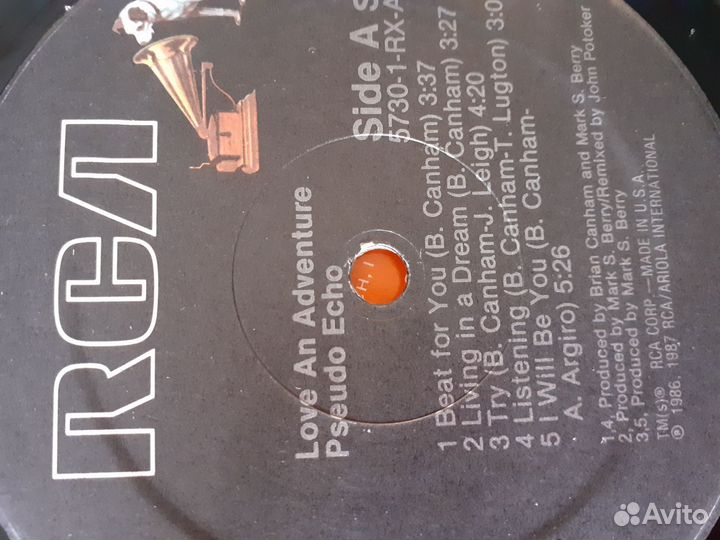 RCA
Side A S
5730-1-RX-A
Love An Adventure
Pseudo Echo
1 Beat for You (B. Canham) 3:37
2 Living in a Dream (B. Canham) 3:27
3 Try (B. Canham-J. Leigh) 4:20
4 Listening (B. Canham-T. Lugton) 3:0
5 I Will Be You (B. Canham-
A. Argiro) 5:26
1,4, Produced by Brian Canham and Mark S. Berry
2, Produced by Mark S. Berry/Remixed by John Potoker
3,5, Produced by Mark S. Berry
TM(s)® RCA CORP.—MADE IN U.S.A.
℗ 1986, 1987 RCA/ARIOLA INTERNATIONAL
Avito